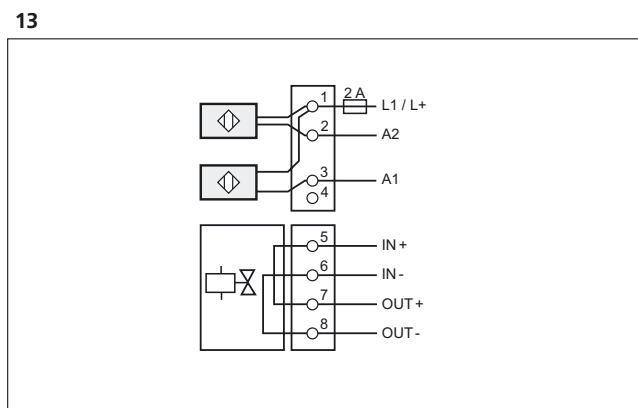 13
1 2 A L1 / L+
2 A2
3 A1
4
5 IN +
6 IN -
7 OUT +
8 OUT -